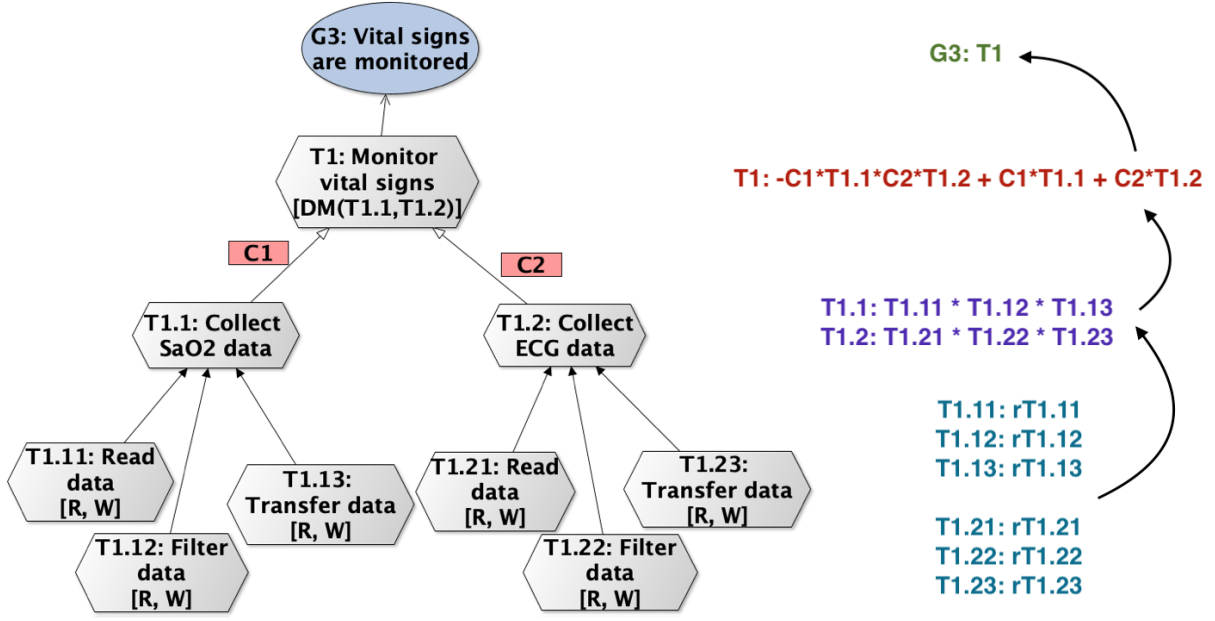 G3: Vital signs
are monitored
T1: Monitor
vital signs
[DM(T1.1,T1.2)]
C1
C2
T1.1: Collect
SaO2 data
T1.2: Collect
ECG data
T1.11: Read
data
[R, W]
T1.12: Filter
data
[R, W]
T1.13:
Transfer data
[R, W]
T1.21: Read
data
[R, W]
T1.22: Filter
data
[R, W]
T1.23:
Transfer data
[R, W]
G3: T1
T1: -C1*T1.1*C2*T1.2 + C1*T1.1 + C2*T1.2
T1.1: T1.11 * T1.12 * T1.13
T1.2: T1.21 * T1.22 * T1.23
T1.11: rT1.11
T1.12: rT1.12
T1.13: rT1.13
T1.21: rT1.21
T1.22: rT1.22
T1.23: rT1.23